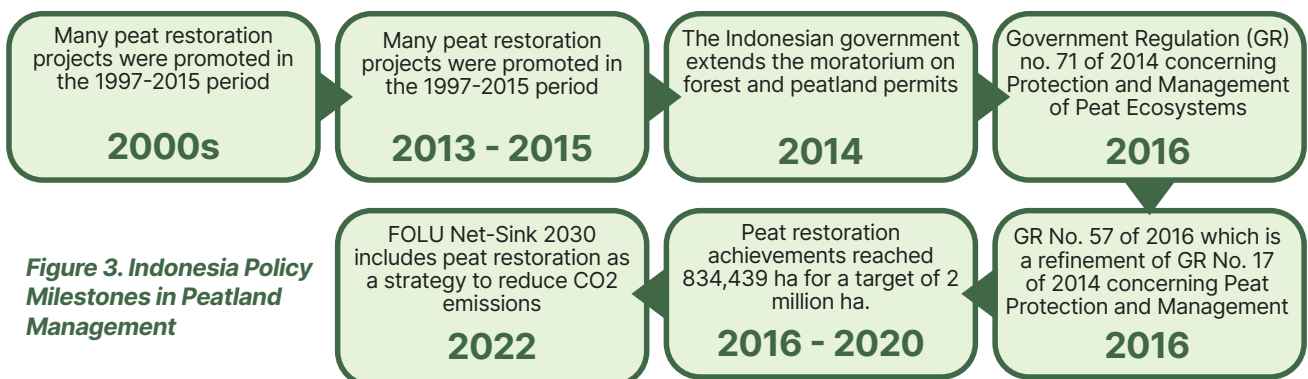 Many peat restoration
projects were promoted in
the 1997-2015 period
2000s
Many peat restoration
projects were promoted in
the 1997-2015 period
2013 - 2015
The Indonesian government
extends the moratorium on
forest and peatland permits
2014
Government Regulation (GR)
no. 71 of 2014 concerning
Protection and Management
of Peat Ecosystems
2016
GR No. 57 of 2016 which is
a refinement of GR No. 17
of 2014 concerning Peat
Protection and Management
2016
Peat restoration
achievements reached
834,439 ha for a target of 2
million ha.
2016 - 2020
FOLU Net-Sink 2030
includes peat restoration as
a strategy to reduce CO2
emissions
2022
Figure 3. Indonesia Policy
Milestones in Peatland
Management